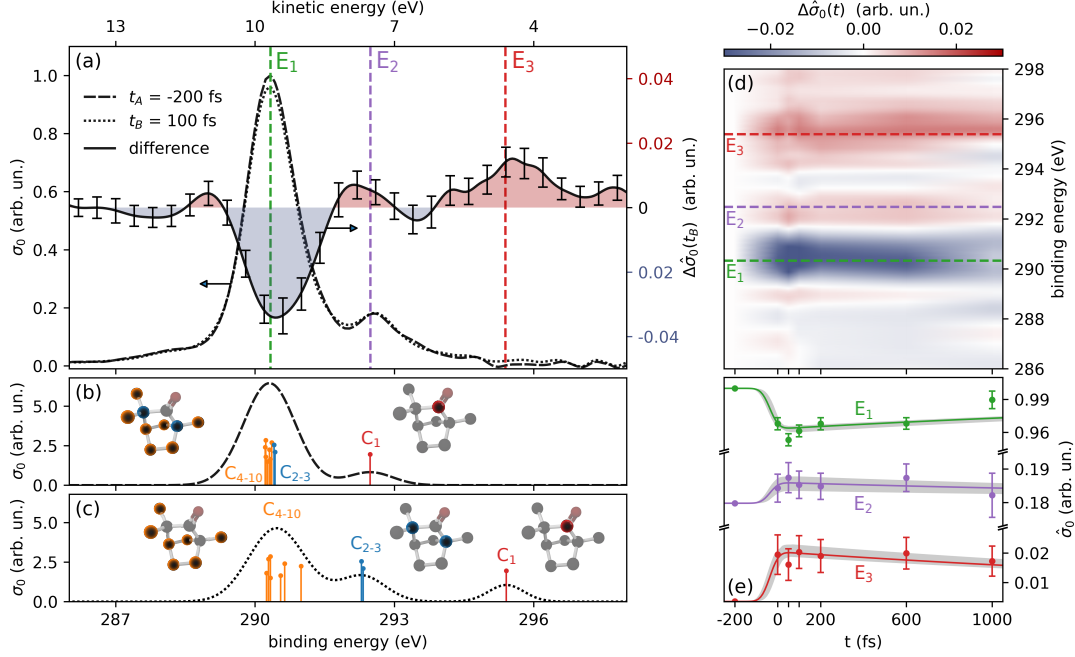 kinetic energy (eV)
13 10 7 4
(a)
E1
E2
E3
tA = -200 fs
tB = 100 fs
difference
1.0
0.8
0.6
0.4
0.2
0.0
σ0 (arb. un.)
0.04
0.02
0
0.02
-0.04
Δσ̂0(tB) (arb. un.)
(b)
5.0
2.5
0.0
σ0 (arb. un.)
C4-10
C2-3
C1
(c)
5.0
2.5
0.0
σ0 (arb. un.)
C4-10
C2-3
C1
287 290 293 296
binding energy (eV)
Δσ̂0(t) (arb. un.)
−0.02 0.00 0.02
(d)
E3
E2
E1
298
296
294
292
290
288
286
binding energy (eV)
E1
E2
E3
(e)
0.99
0.96
0.19
0.18
0.02
0.01
σ̂0 (arb. un.)
-200 0 200 600 1000
t (fs)